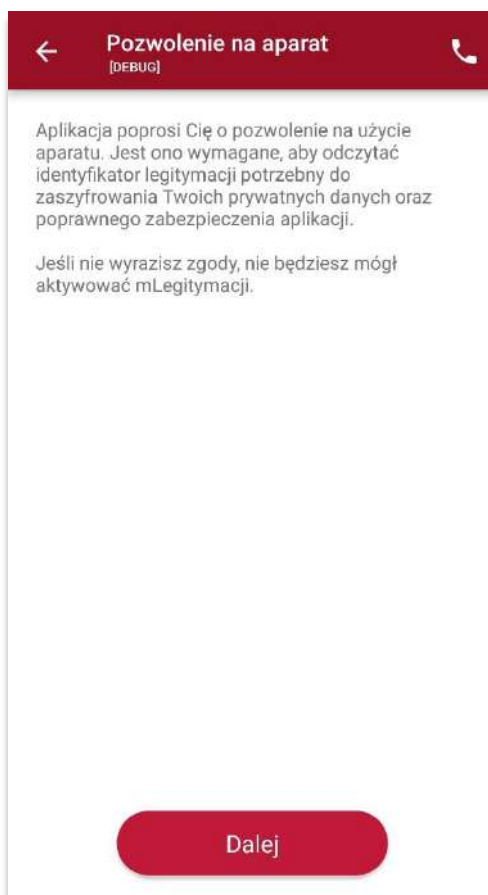 Pozwolenie na aparat
[DEBUG]
Aplikacja poprosi Cię o pozwolenie na użycie
aparatu. Jest ono wymagane, aby odczytać
identyfikator legitymacji potrzebny do
zaszyfrowania Twoich prywatnych danych oraz
poprawnego zabezpieczenia aplikacji.
Jeśli nie wyrazisz zgody, nie będziesz mógł
aktywować mLegitymacji.
Dalej